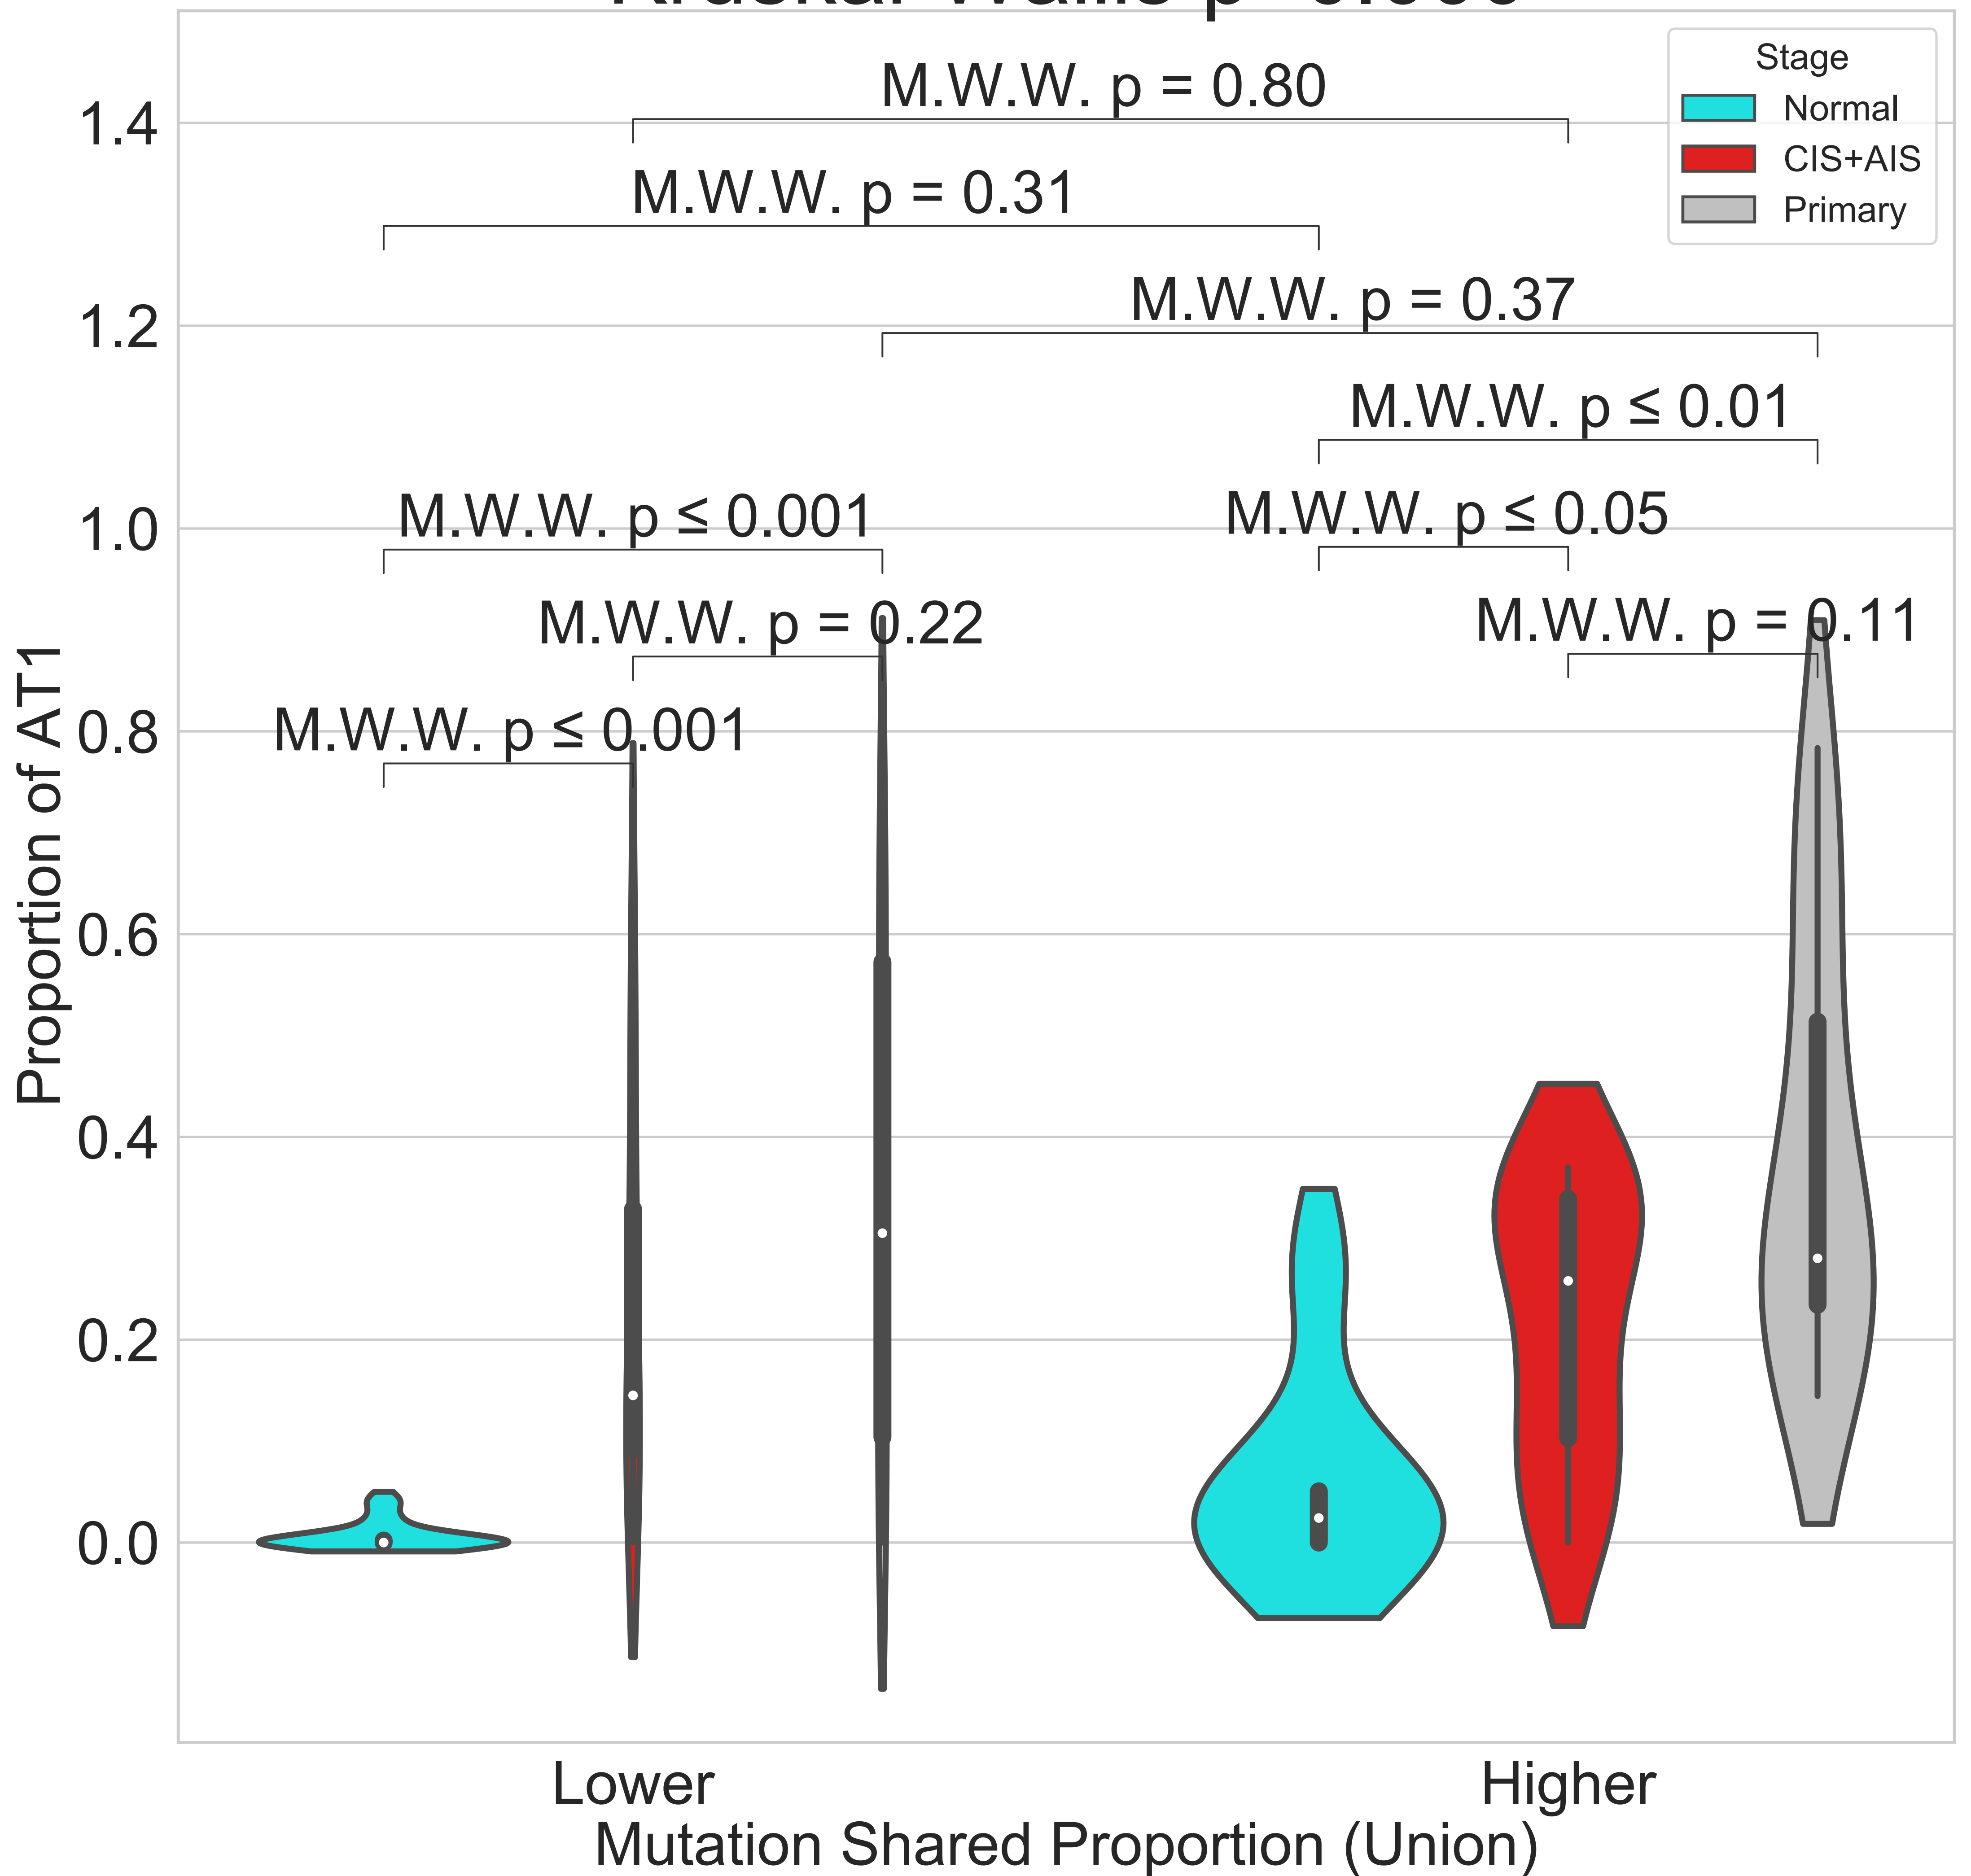 Stage
Normal
CIS+AIS
Primary
M.W.W. p = 0.80
M.W.W. p = 0.31
M.W.W. p = 0.37
M.W.W. p ≤ 0.01
M.W.W. p ≤ 0.001
M.W.W. p ≤ 0.05
M.W.W. p = 0.22
M.W.W. p = 0.11
M.W.W. p ≤ 0.001
1.4
1.2
1.0
0.8
0.6
0.4
0.2
0.0
Proportion of AT1
Lower
Higher
Mutation Shared Proportion (Union)